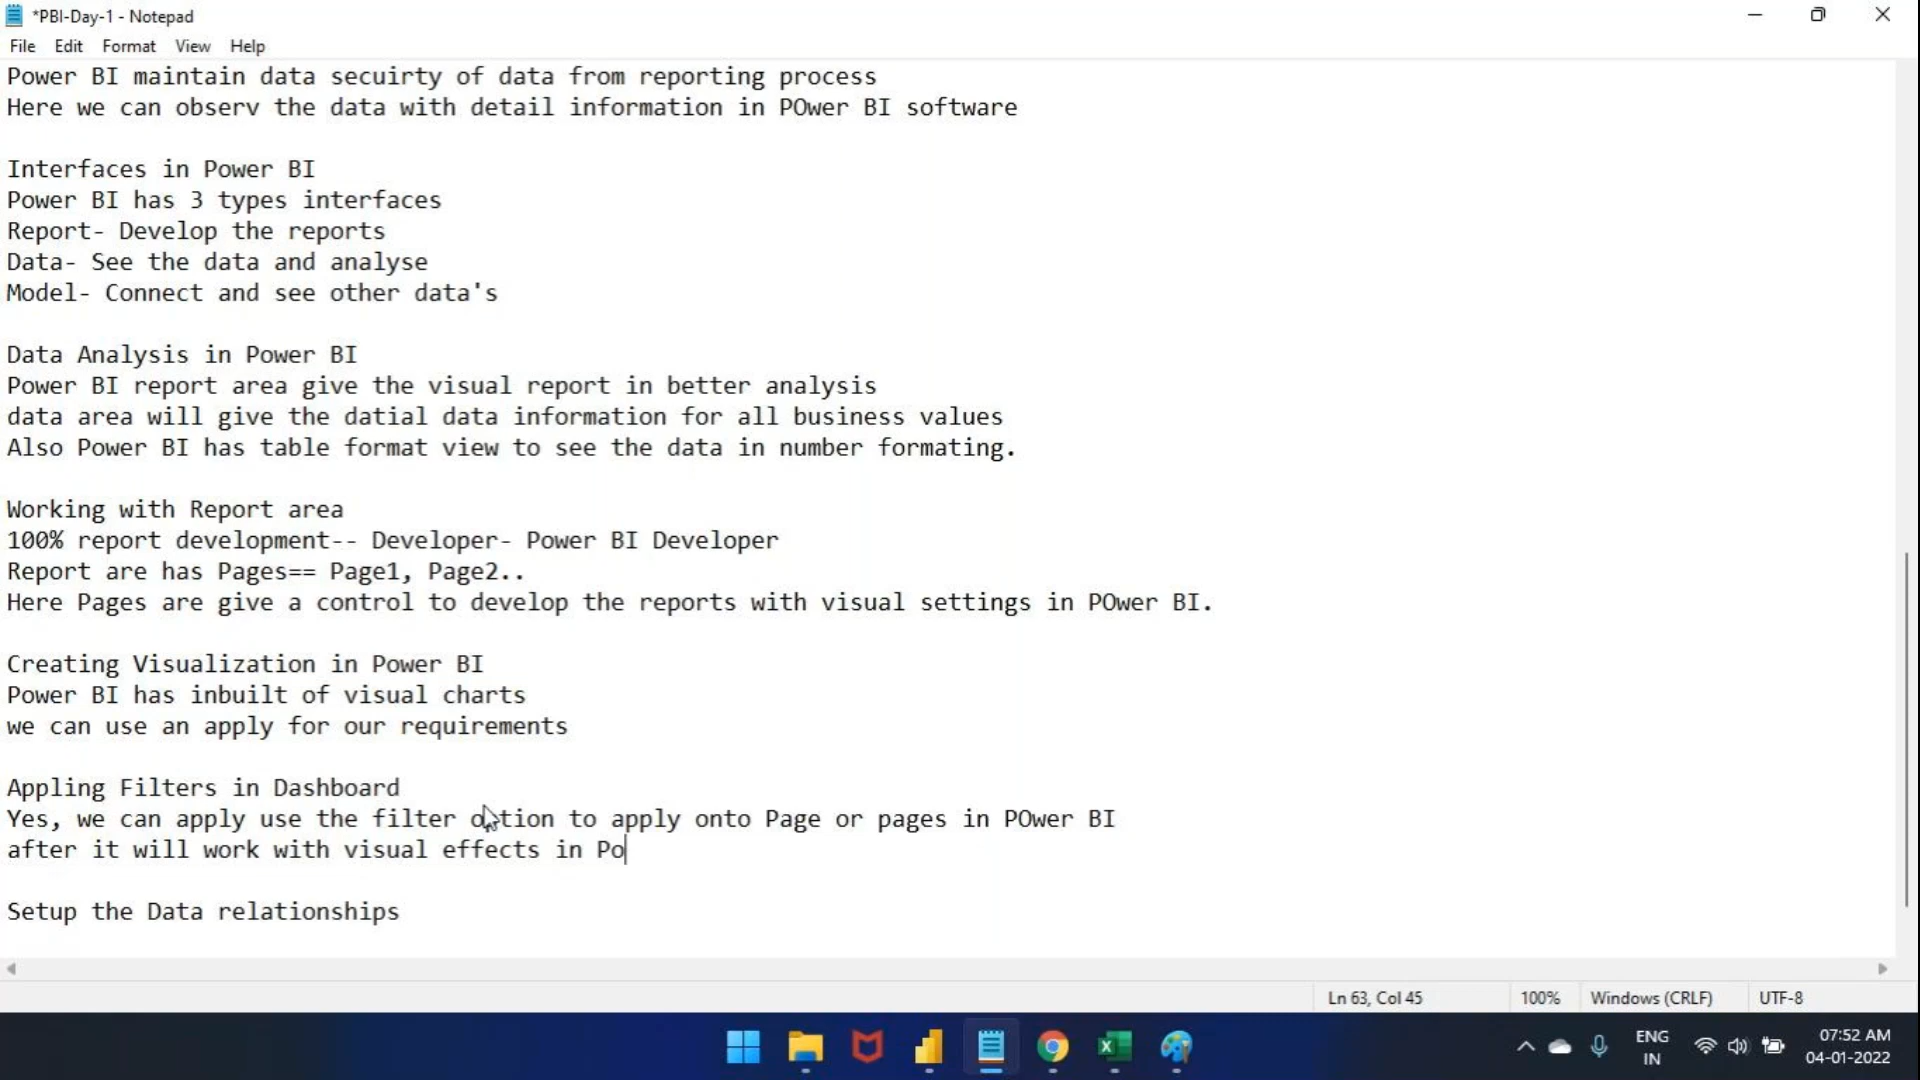 *PBI-Day-1 - Notepad
File Edit Format View Help
Power BI maintain data secuirty of data from reporting process
Here we can observ the data with detail information in POwer BI software
Interfaces in Power BI
Power BI has 3 types interfaces
Report- Develop the reports
Data- See the data and analyse
Model- Connect and see other data's
Data Analysis in Power BI
Power BI report area give the visual report in better analysis
data area will give the datial data information for all business values
Also Power BI has table format view to see the data in number formating.
Working with Report area
100% report development-- Developer- Power BI Developer
Report are has Pages== Page1, Page2..
Here Pages are give a control to develop the reports with visual settings in POwer BI.
Creating Visualization in Power BI
Power BI has inbuilt of visual charts
we can use an apply for our requirements
Appling Filters in Dashboard
Yes, we can apply use the filter option to apply onto Page or pages in POwer BI
after it will work with visual effects in Po
Setup the Data relationships
Ln 63, Col 45 100% Windows (CRLF) UTF-8
ENG 07:52 AM
IN 04-01-2022